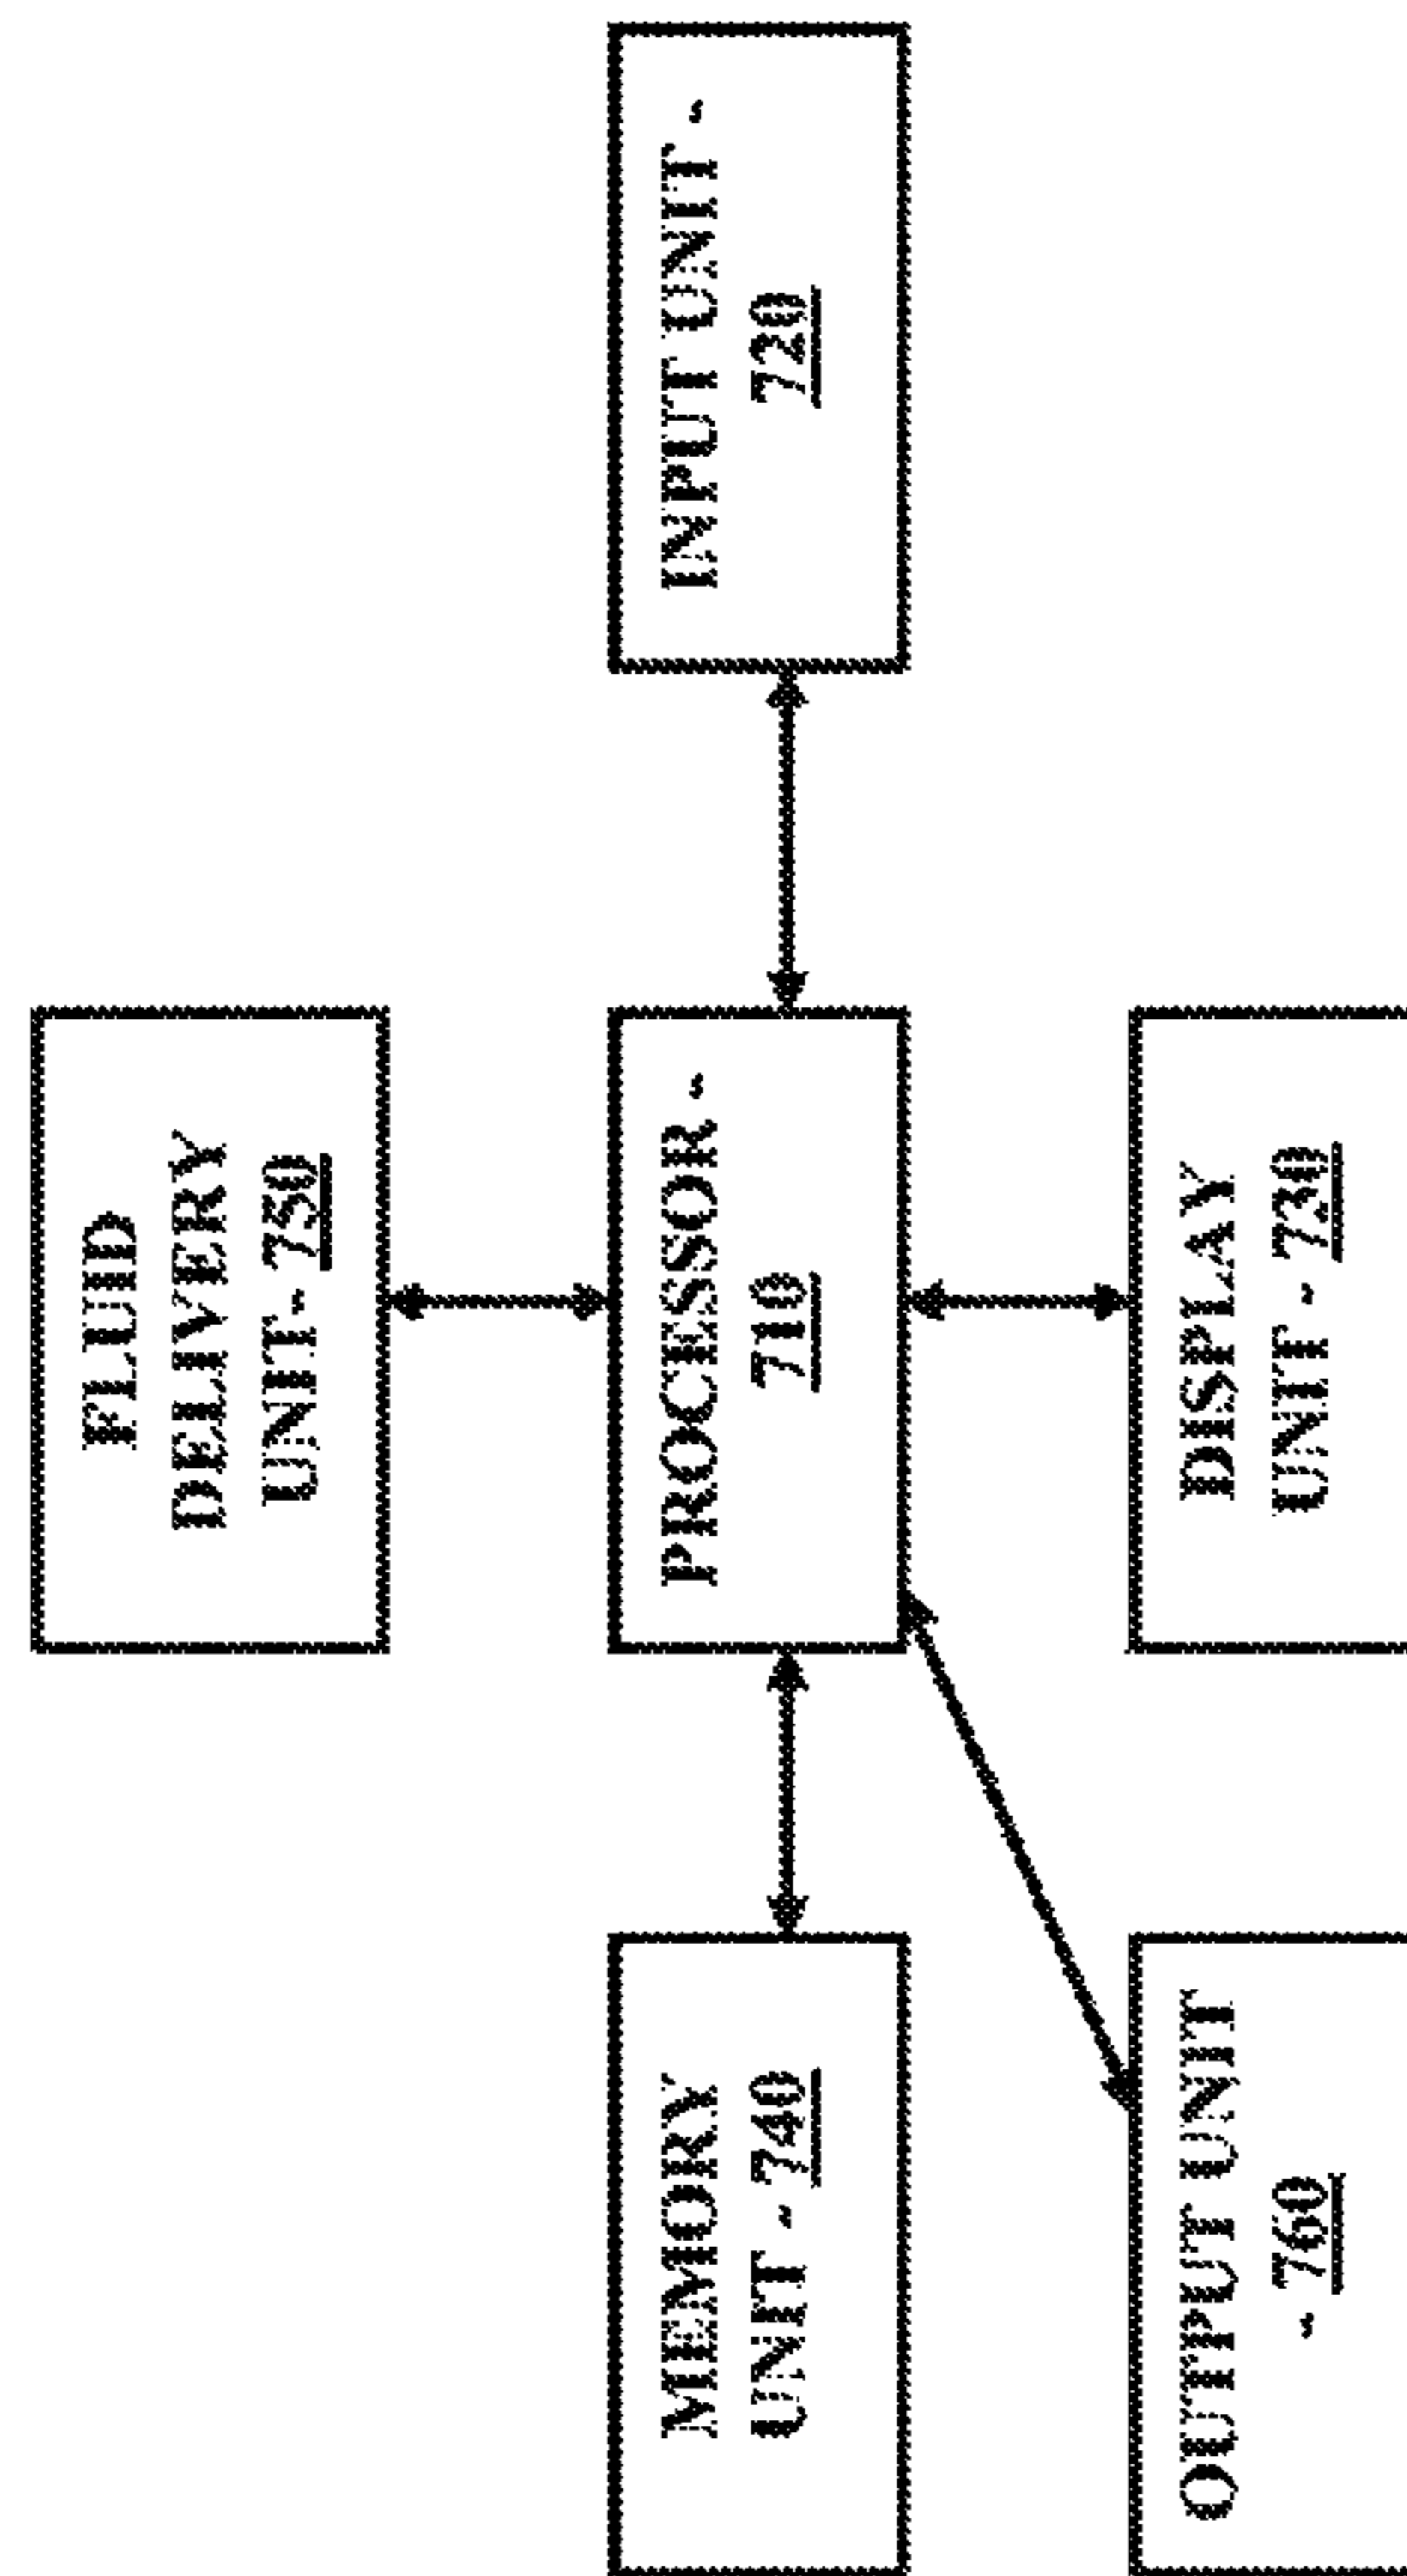 FLUID
DELIVERY
UNIT- 750
MEMORY
UNIT - 740
PROCESSOR -
710
INPUT UNIT -
720
OUTPUT UNIT
- 760
DISPLAY
UNIT - 730